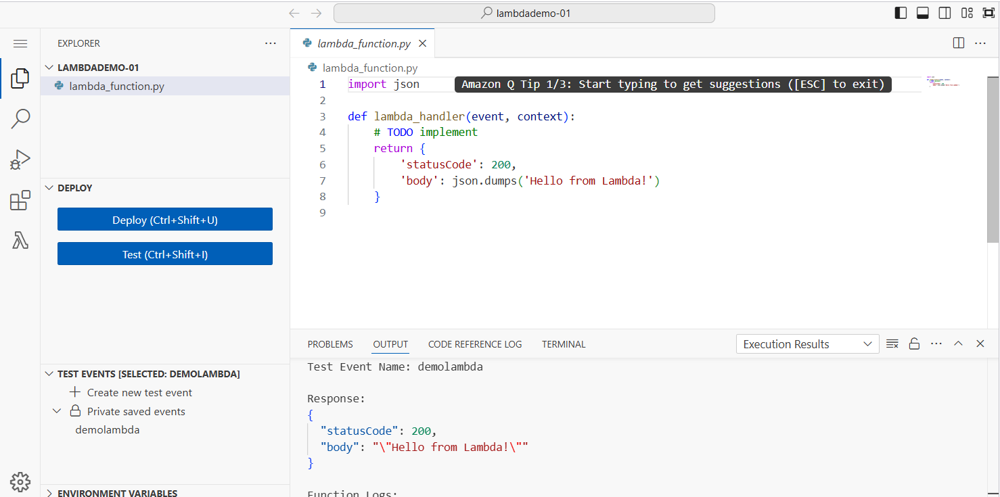 lambdademo-01
EXPLORER
LAMBDADEMO-01
lambda_function.py
DEPLOY
Deploy (Ctrl+Shift+U)
Test (Ctrl+Shift+I)
TEST EVENTS [SELECTED: DEMOLAMBDA]
Create new test event
Private saved events
demolambda
ENVIRONMENT VARIABLES
lambda_function.py
lambda_function.py
1 import json Amazon Q Tip 1/3: Start typing to get suggestions ([ESC] to exit)
2
3 def lambda_handler(event, context):
4     # TODO implement
5     return {
6         'statusCode': 200,
7         'body': json.dumps('Hello from Lambda!')
8     }
9
PROBLEMS OUTPUT CODE REFERENCE LOG TERMINAL Execution Results
Test Event Name: demolambda
Response:
{
  "statusCode": 200,
  "body": "\"Hello from Lambda!\""
}
Function Logs: